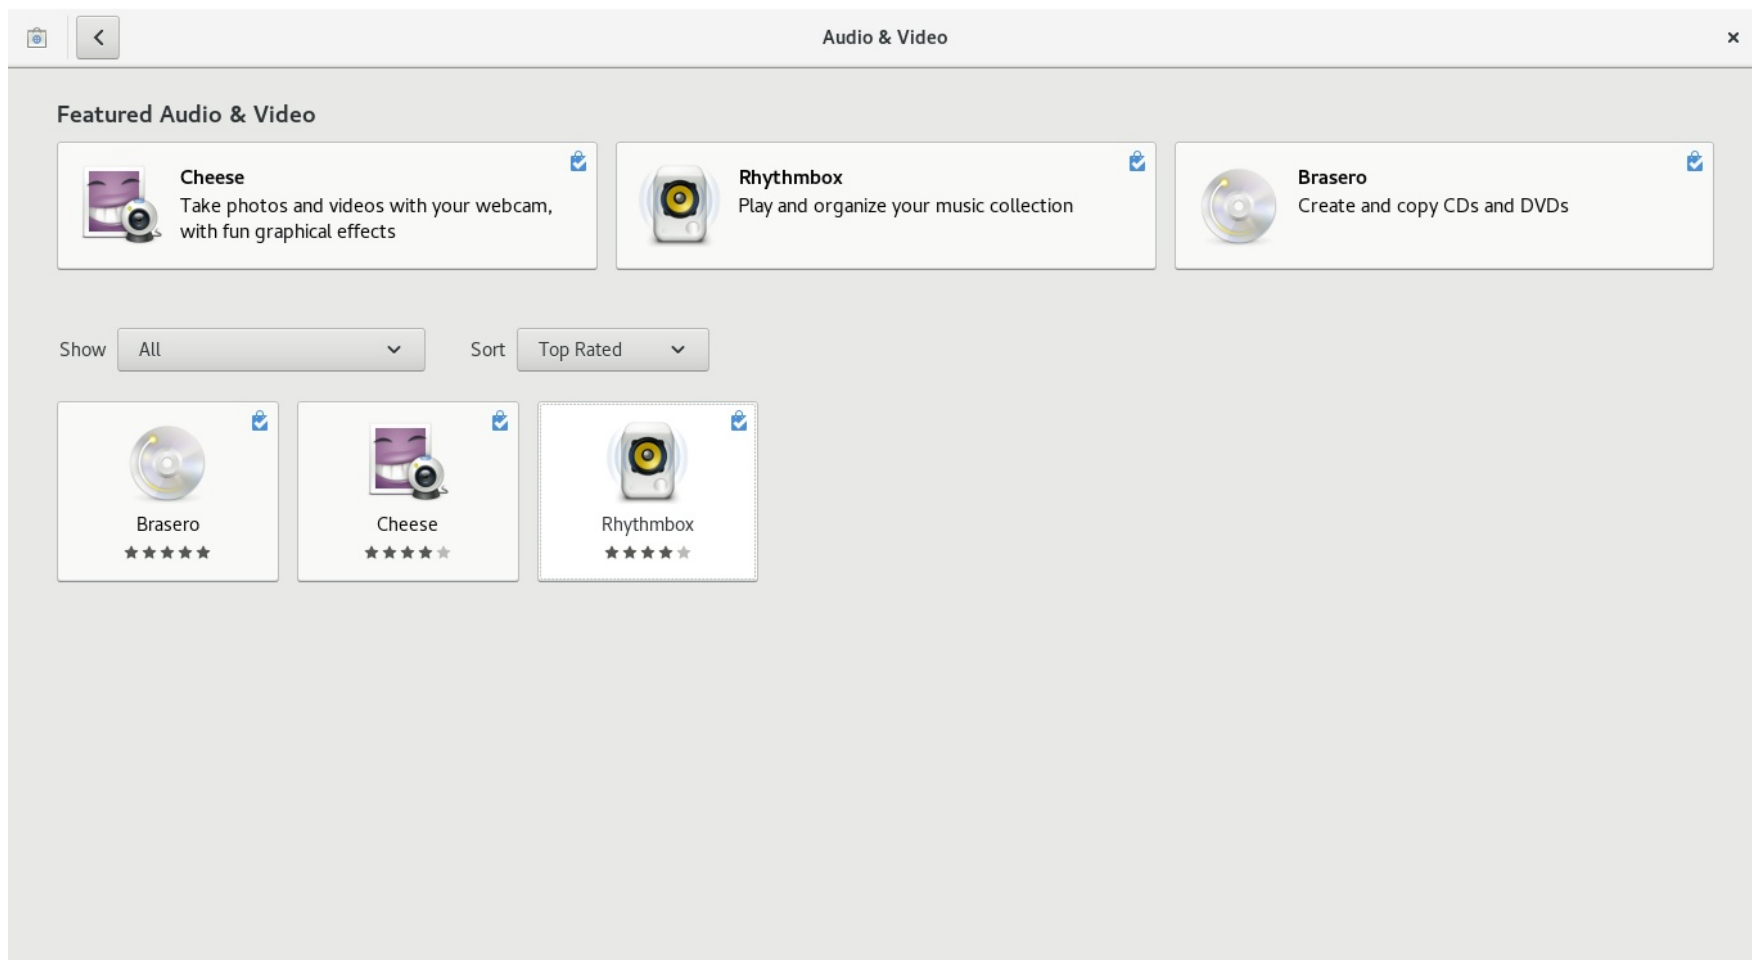 Audio & Video
Featured Audio & Video
Cheese
Take photos and videos with your webcam,
with fun graphical effects
Rhythmbox
Play and organize your music collection
Brasero
Create and copy CDs and DVDs
Show All Sort Top Rated
Brasero
Cheese
Rhythmbox